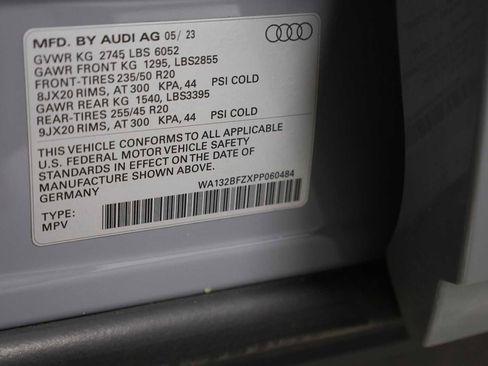 MFD. BY AUDI AG 05/23
GVWR KG 2745 LBS 6052
GAWR FRONT KG 1295, LBS2855
FRONT-TIRES 235/50 R20
8JX20 RIMS, AT 300 KPA, 44 PSI COLD
GAWR REAR KG 1540, LBS3395
REAR-TIRES 255/45 R20
9JX20 RIMS, AT 300 KPA, 44 PSI COLD
THIS VEHICLE CONFORMS TO ALL APPLICABLE
U.S. FEDERAL MOTOR VEHICLE SAFETY
STANDARDS IN EFFECT ON THE DATE OF
MANUFACTURE SHOWN ABOVE.
GERMANY
WA132BFZXPP060484
TYPE:
MPV